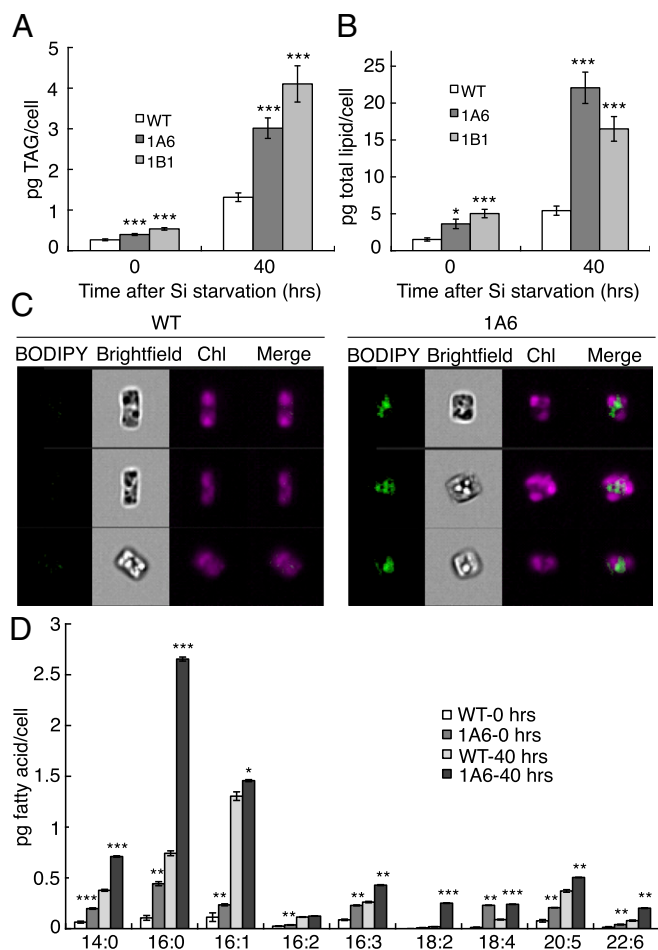 A
B
pg TAG/cell
5
4
3
2
1
0
WT
1A6
1B1
***
***
***
***
0
40
Time after Si starvation (hrs)
pg total lipid/cell
25
20
15
10
5
0
WT
1A6
1B1
*
***
***
***
0
40
Time after Si starvation (hrs)
C
WT
1A6
BODIPY Brightfield Chl Merge
BODIPY Brightfield Chl Merge
D
pg fatty acid/cell
3
2.5
2
1.5
1
0.5
0
WT-0 hrs
1A6-0 hrs
WT-40 hrs
1A6-40 hrs
*** *** ** *** ** * ** ** ** *** ** *** ** ** ** **
14:0 16:0 16:1 16:2 16:3 18:2 18:4 20:5 22:6